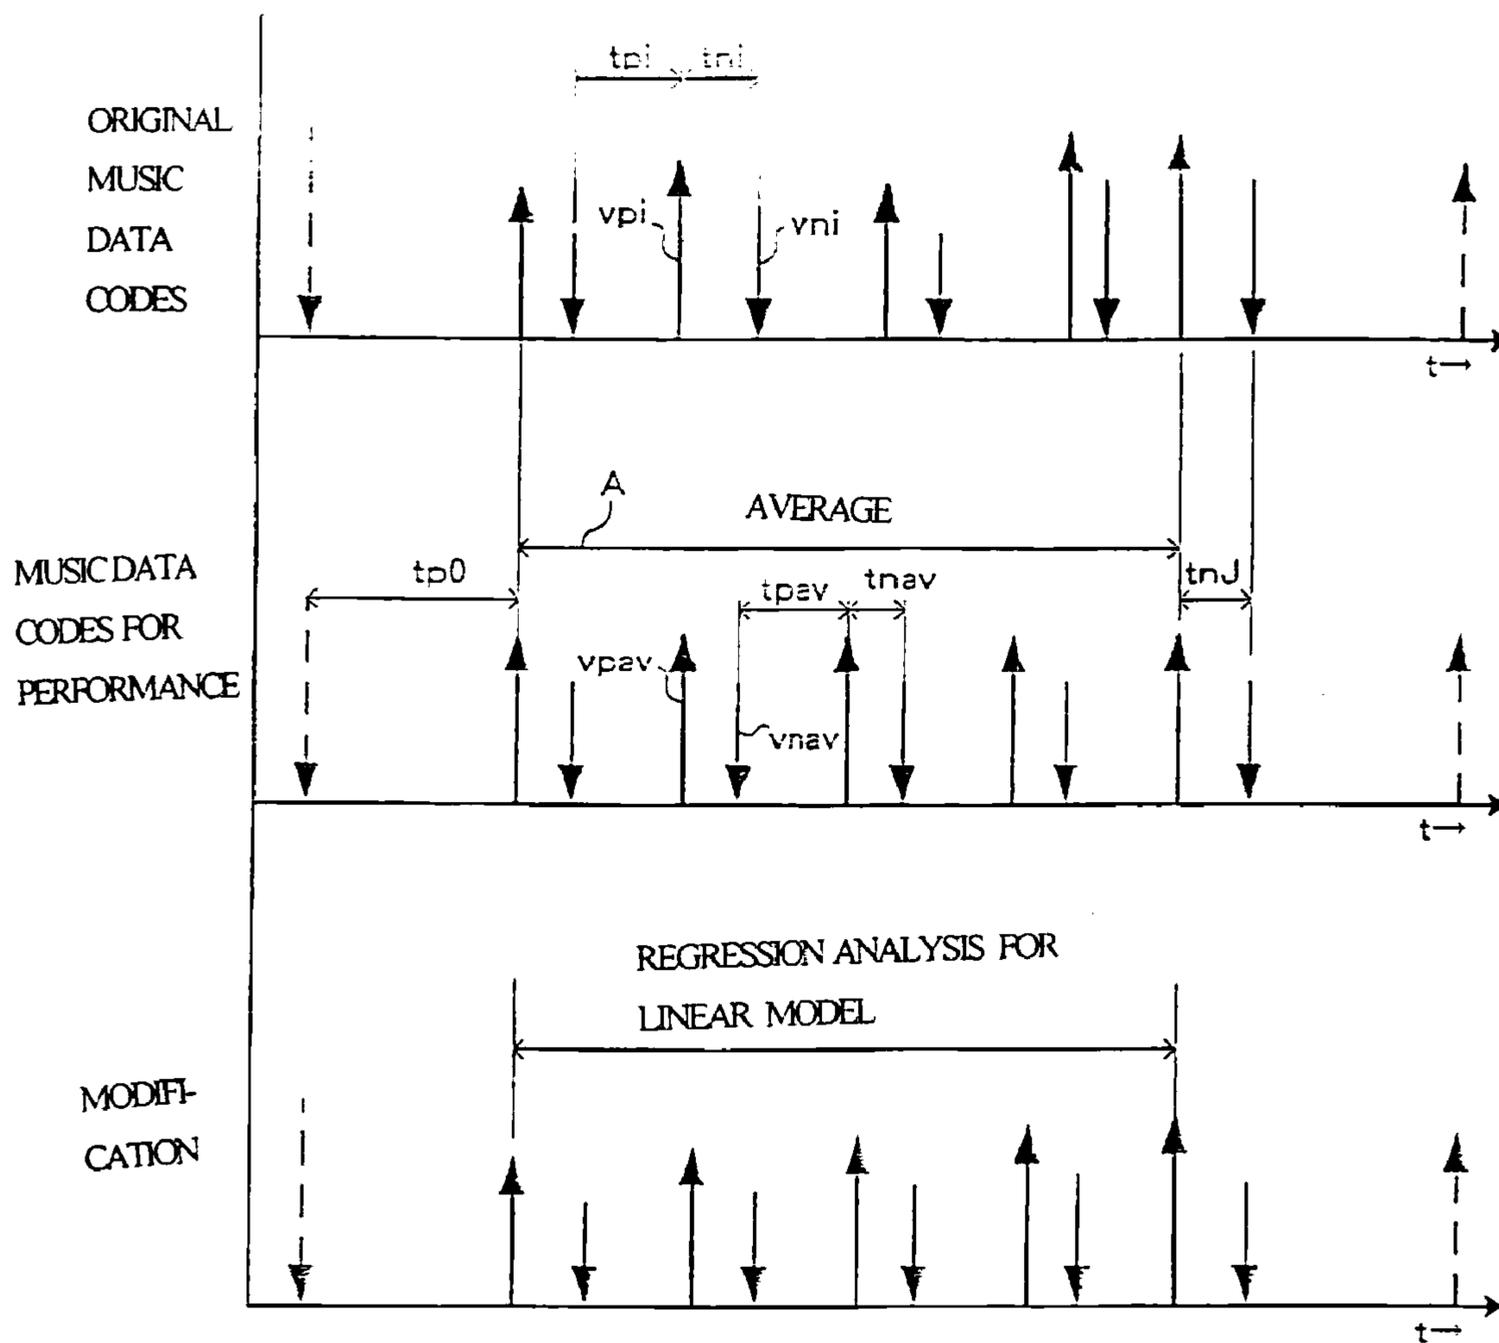 tpi tni
ORIGINAL
MUSIC
DATA
CODES
vpi
vni
t→
A
AVERAGE
MUSIC DATA
CODES FOR
PERFORMANCE
tp0
tpav
tnav
tnJ
vpav
vnav
t→
REGRESSION ANALYSIS FOR
LINEAR MODEL
MODIFI-
CATION
t→